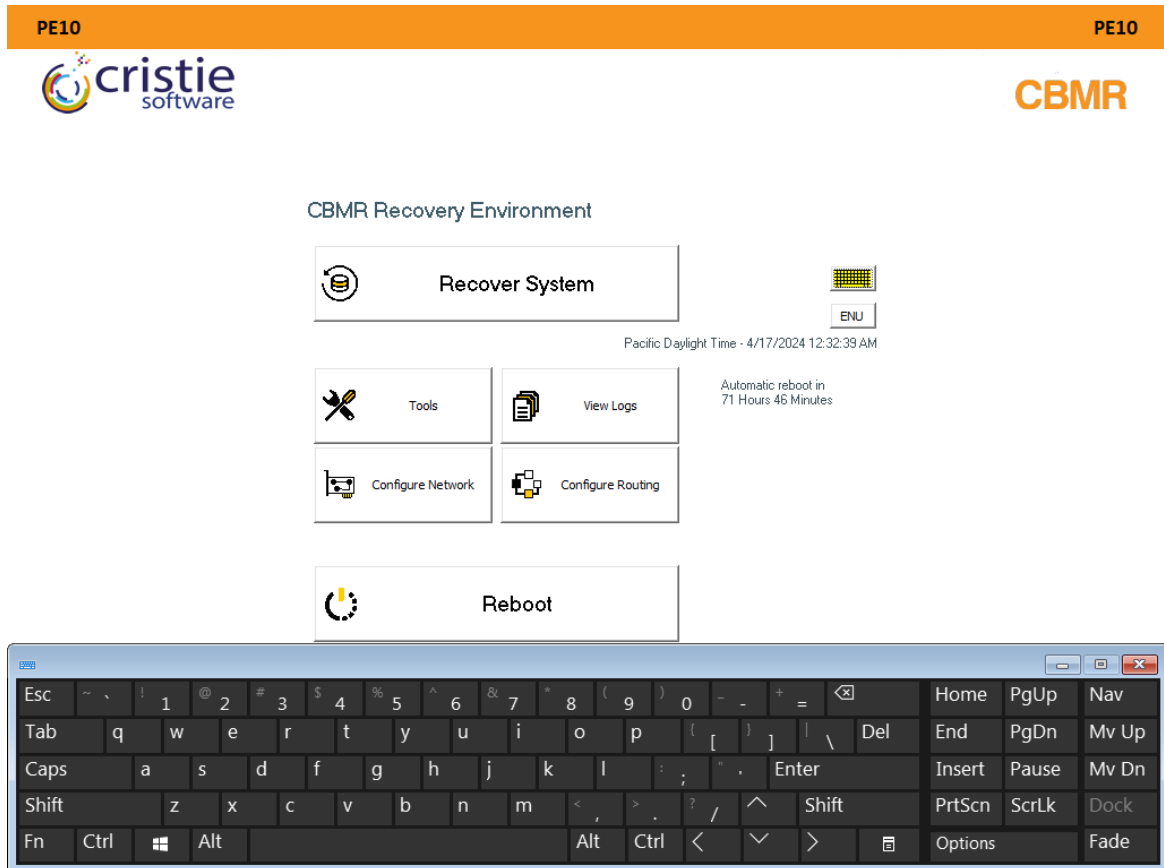 PE10 PE10
cristie
software
CBMR
CBMR Recovery Environment
Recover System
ENU
Pacific Daylight Time - 4/17/2024 12:32:39 AM
Tools View Logs
Automatic reboot in
71 Hours 46 Minutes
Configure Network Configure Routing
Reboot
Esc ~ ` ! 1 @ 2 # 3 $ 4 % 5 ^ 6 & 7 * 8 ( 9 ) 0 _ - + = Home PgUp Nav
Tab q w e r t y u i o p { [ } ] | \ Del End PgDn Mv Up
Caps a s d f g h j k l : ; " ' Enter Insert Pause Mv Dn
Shift z x c v b n m < , > . ? / Shift PrtScn ScrLk Dock
Fn Ctrl Alt Alt Ctrl Options Fade